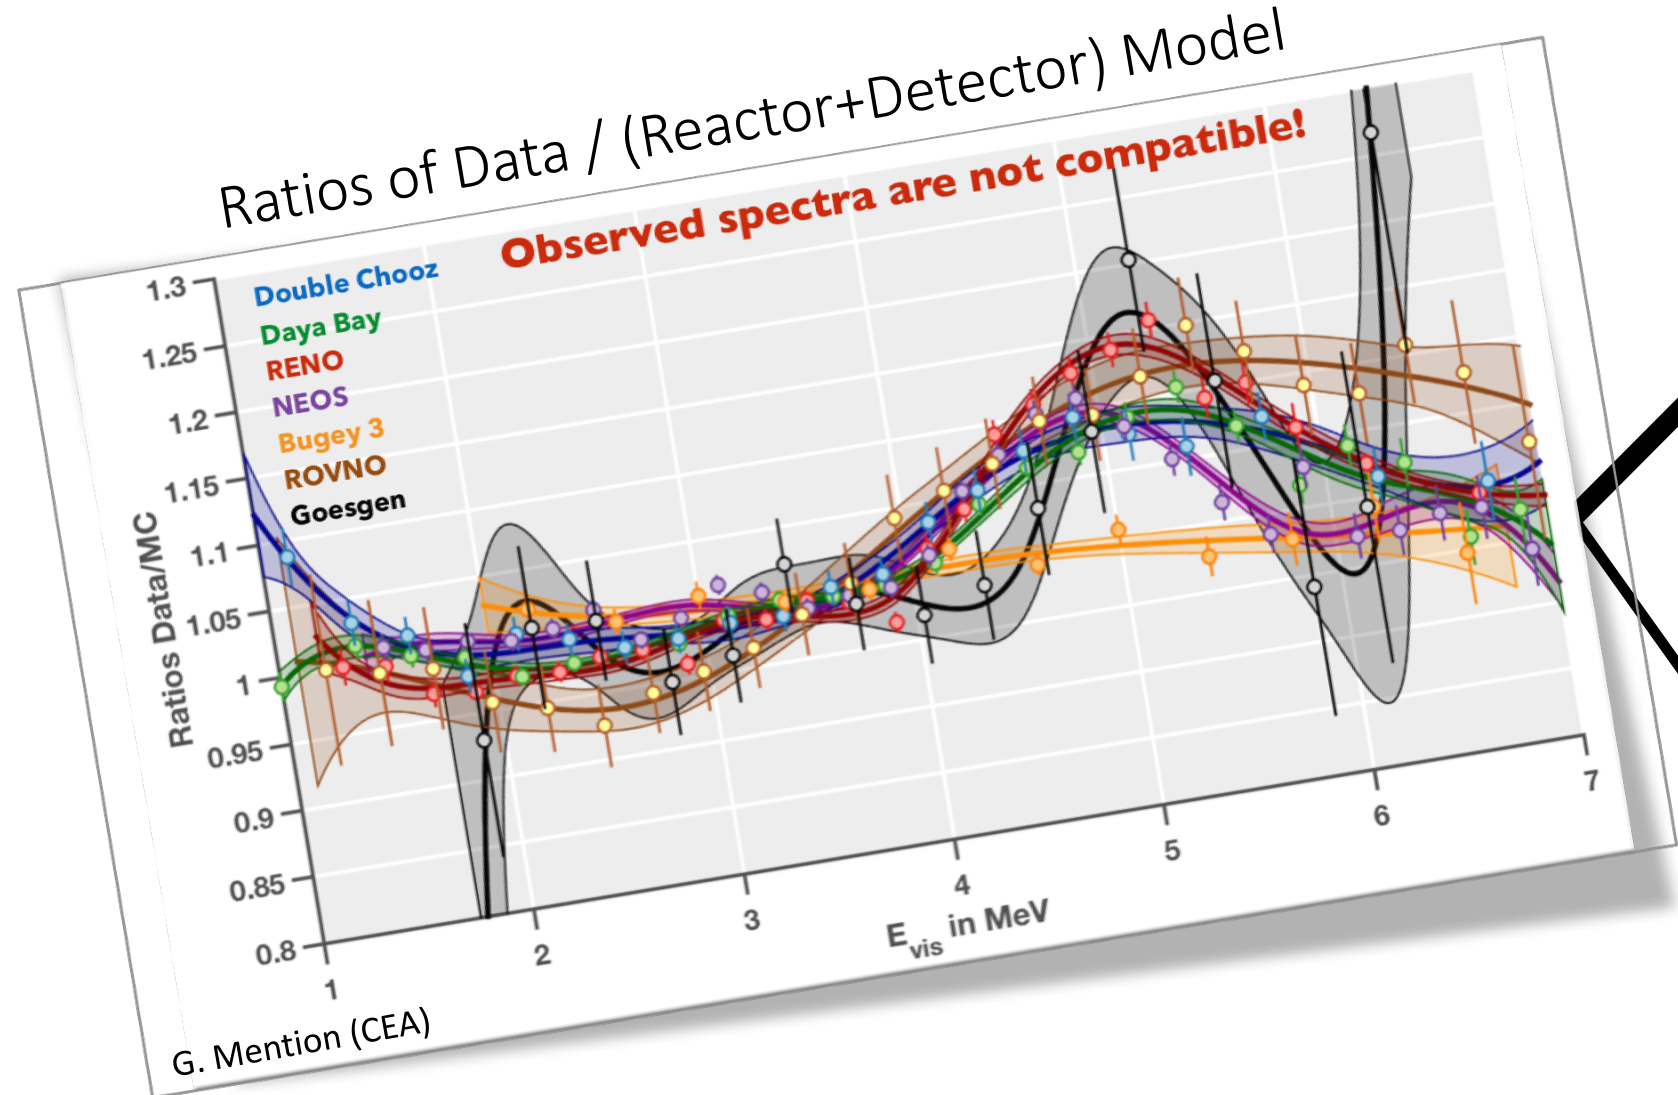 Ratios of Data / (Reactor+Detector) Model
Observed spectra are not compatible!
Double Chooz
Daya Bay
RENO
NEOS
Bugey 3
ROVNO
Goesgen
Ratios Data/MC
1.3
1.25
1.2
1.15
1.1
1.05
1
0.95
0.9
0.85
0.8
1
2
3
4
5
6
7
E vis in MeV
G. Mention (CEA)